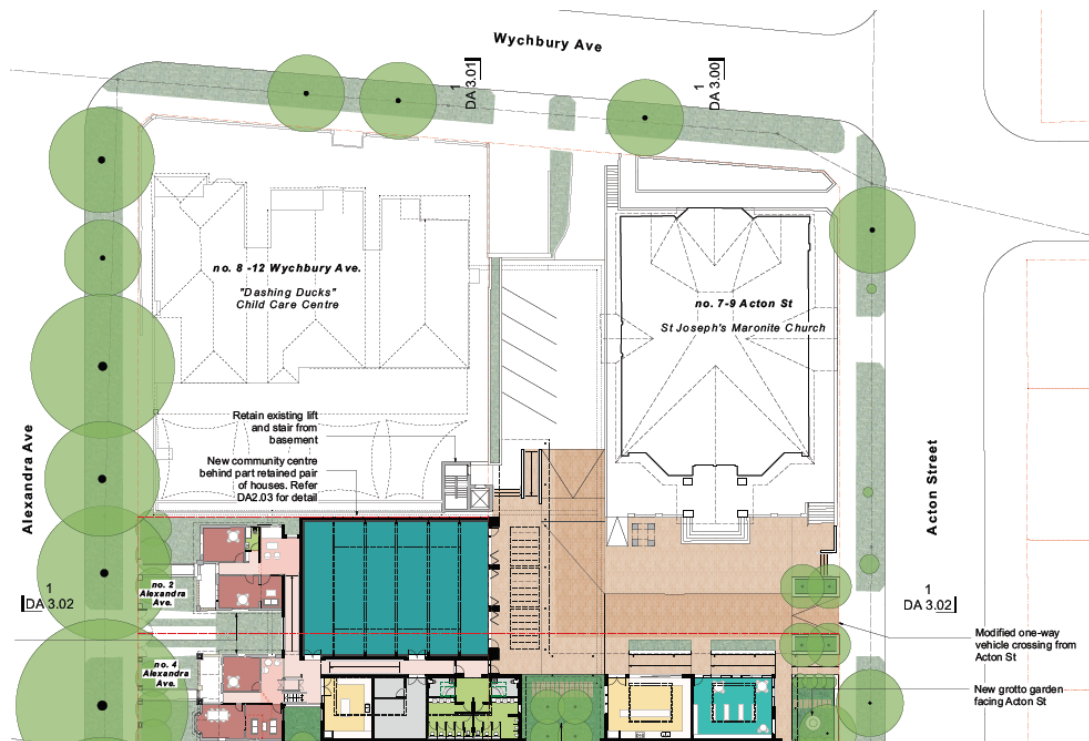 Wychbury Ave
1
DA 3.01
1
DA 3.00
no. 8 -12 Wychbury Ave.
"Dashing Ducks"
Child Care Centre
no. 7-9 Acton St
St Joseph's Maronite Church
Retain existing lift
and stair from
basement
New community centre
behind part retained pair
of houses. Refer
DA2.03 for detail
Alexandra Ave
Acton Street
1
DA 3.02
no. 2
Alexandra
Ave.
1
DA 3.02
no. 4
Alexandra
Ave.
Modified one-way
vehicle crossing from
Acton St
New grotto garden
facing Acton St